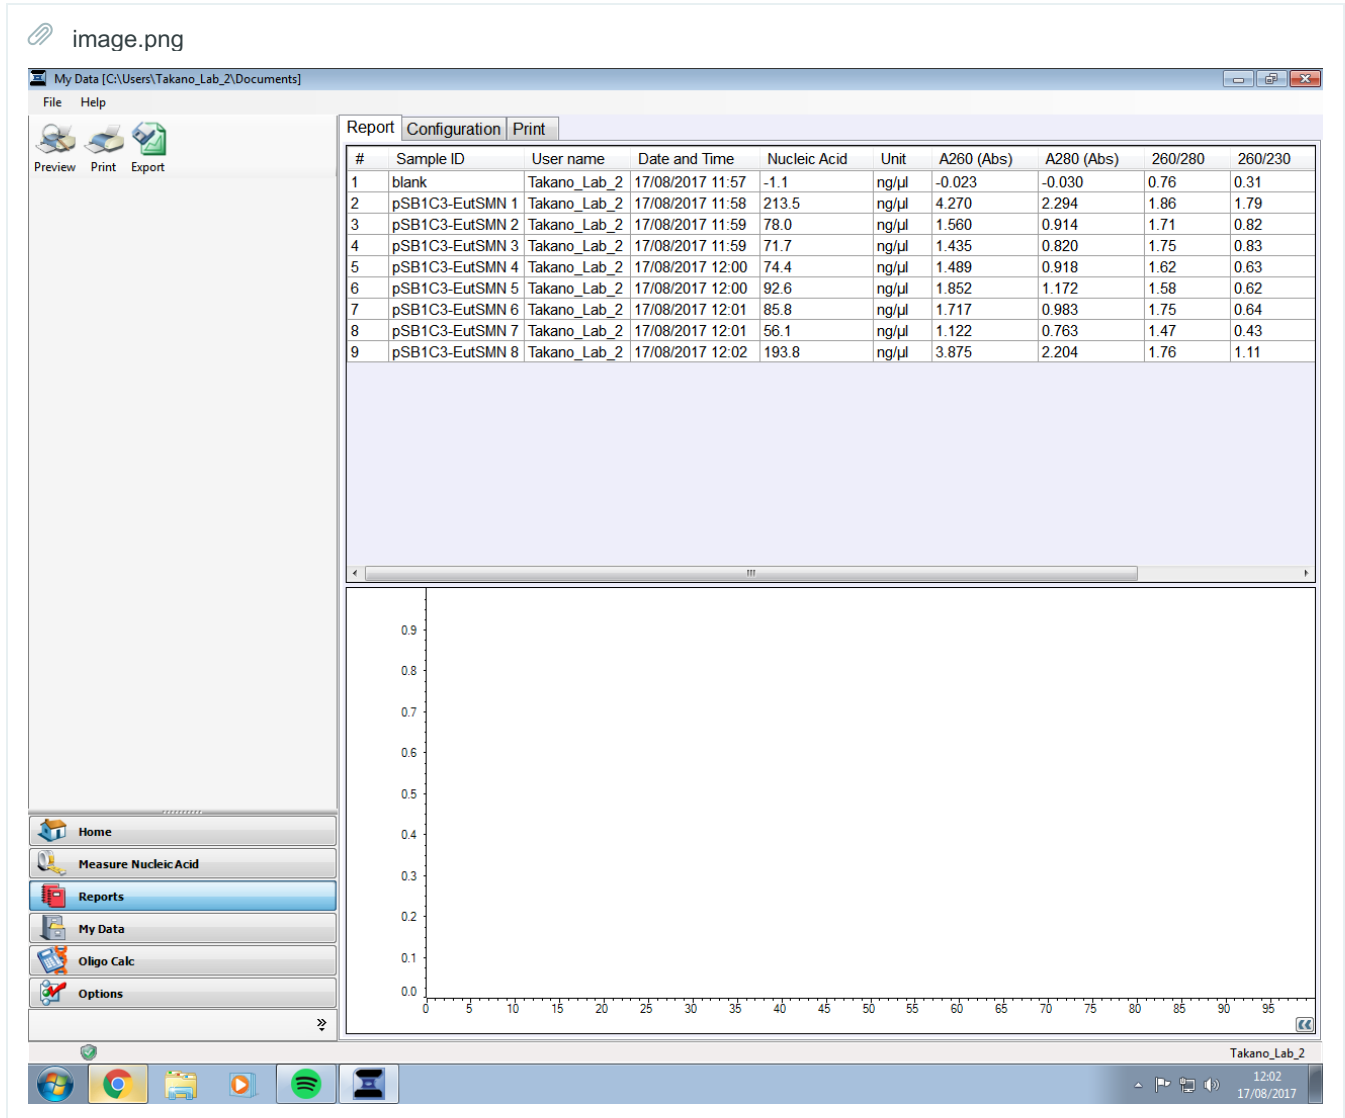 image.png
My Data [C:\Users\Takano_Lab_2\Documents]
File Help
Preview Print Export
Report Configuration Print
# Sample ID User name Date and Time Nucleic Acid Unit A260 (Abs) A280 (Abs) 260/280 260/230
1 blank Takano_Lab_2 17/08/2017 11:57 -1.1 ng/µl -0.023 -0.030 0.76 0.31
2 pSB1C3-EutSMN 1 Takano_Lab_2 17/08/2017 11:58 213.5 ng/µl 4.270 2.294 1.86 1.79
3 pSB1C3-EutSMN 2 Takano_Lab_2 17/08/2017 11:59 78.0 ng/µl 1.560 0.914 1.71 0.82
4 pSB1C3-EutSMN 3 Takano_Lab_2 17/08/2017 11:59 71.7 ng/µl 1.435 0.820 1.75 0.83
5 pSB1C3-EutSMN 4 Takano_Lab_2 17/08/2017 12:00 74.4 ng/µl 1.489 0.918 1.62 0.63
6 pSB1C3-EutSMN 5 Takano_Lab_2 17/08/2017 12:00 92.6 ng/µl 1.852 1.172 1.58 0.62
7 pSB1C3-EutSMN 6 Takano_Lab_2 17/08/2017 12:01 85.8 ng/µl 1.717 0.983 1.75 0.64
8 pSB1C3-EutSMN 7 Takano_Lab_2 17/08/2017 12:01 56.1 ng/µl 1.122 0.763 1.47 0.43
9 pSB1C3-EutSMN 8 Takano_Lab_2 17/08/2017 12:02 193.8 ng/µl 3.875 2.204 1.76 1.11
0.9
0.8
0.7
0.6
0.5
0.4
0.3
0.2
0.1
0.0
0 5 10 15 20 25 30 35 40 45 50 55 60 65 70 75 80 85 90 95
Home
Measure Nucleic Acid
Reports
My Data
Oligo Calc
Options
Takano_Lab_2
12:02
17/08/2017